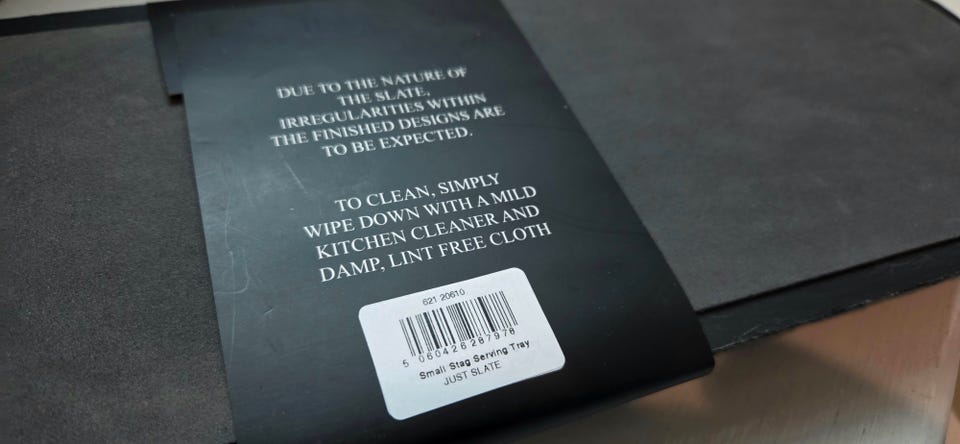 DUE TO THE NATURE OF
THE SLATE,
IRREGULARITIES WITHIN
THE FINISHED DESIGNS ARE
TO BE EXPECTED.
TO CLEAN, SIMPLY
WIPE DOWN WITH A MILD
KITCHEN CLEANER AND
DAMP, LINT FREE CLOTH
621 20610
5 060426 287978
Small Stag Serving Tray
JUST SLATE